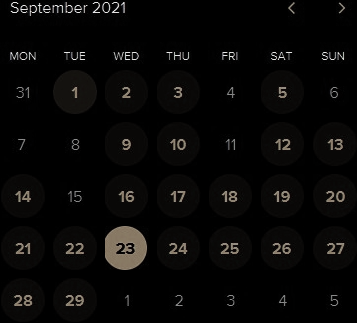 September 2021
MON TUE WED THU FRI SAT SUN
31 1 2 3 4 5 6
7 8 9 10 11 12 13
14 15 16 17 18 19 20
21 22 23 24 25 26 27
28 29 1 2 3 4 5